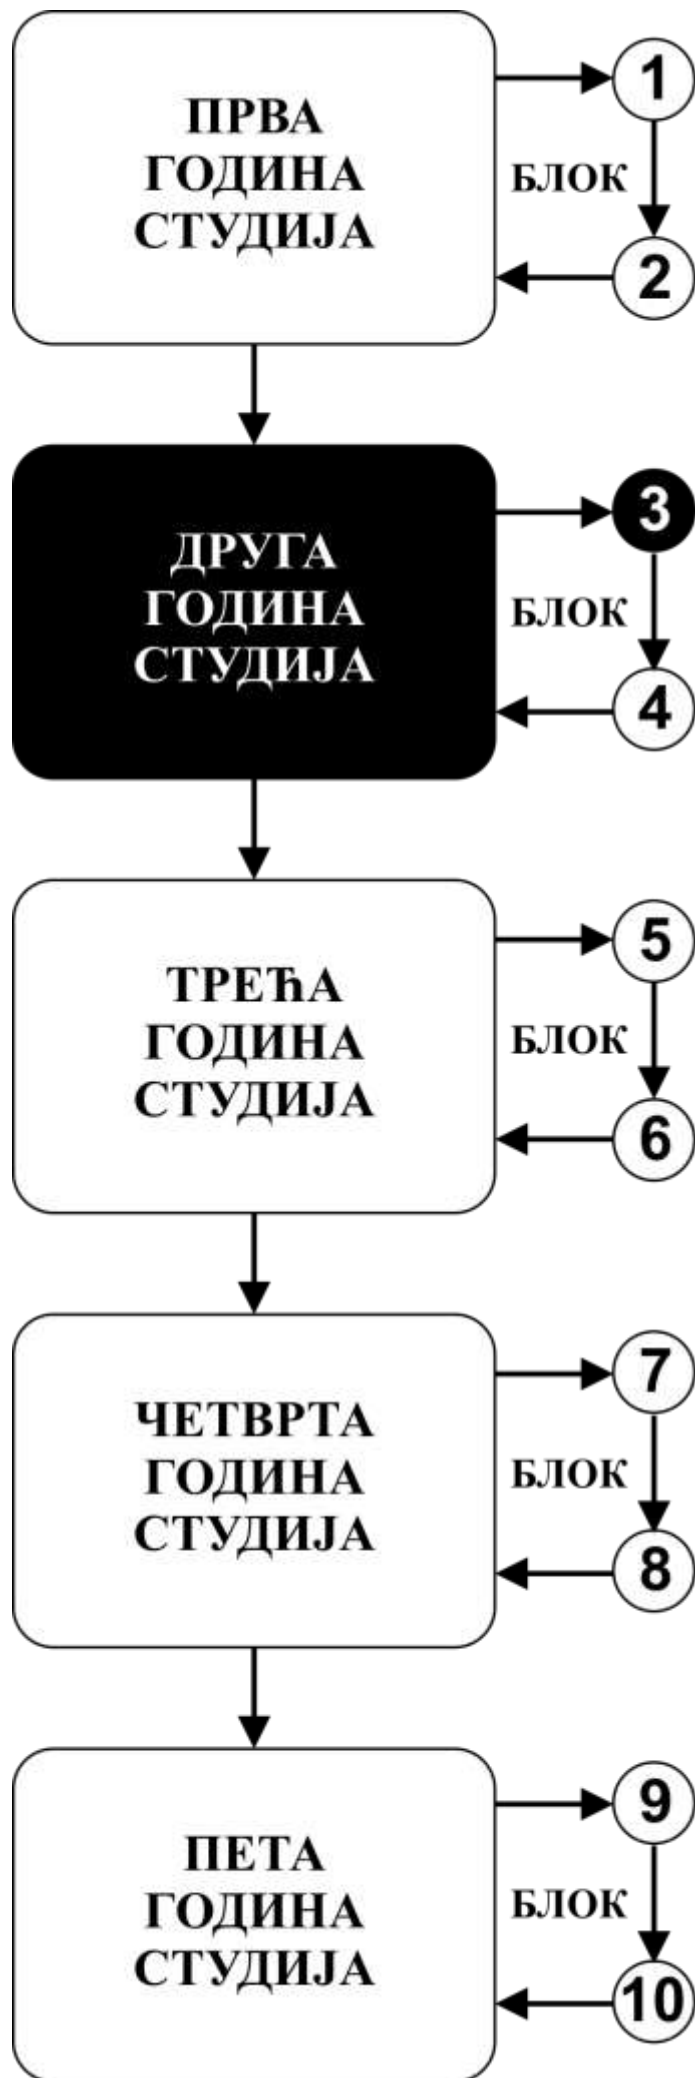 ПРВА
ГОДИНА
СТУДИЈА
1
БЛОК
2
ДРУГА
ГОДИНА
СТУДИЈА
3
БЛОК
4
ТРЕЋА
ГОДИНА
СТУДИЈА
5
БЛОК
6
ЧЕТВРТА
ГОДИНА
СТУДИЈА
7
БЛОК
8
ПЕТА
ГОДИНА
СТУДИЈА
9
БЛОК
10